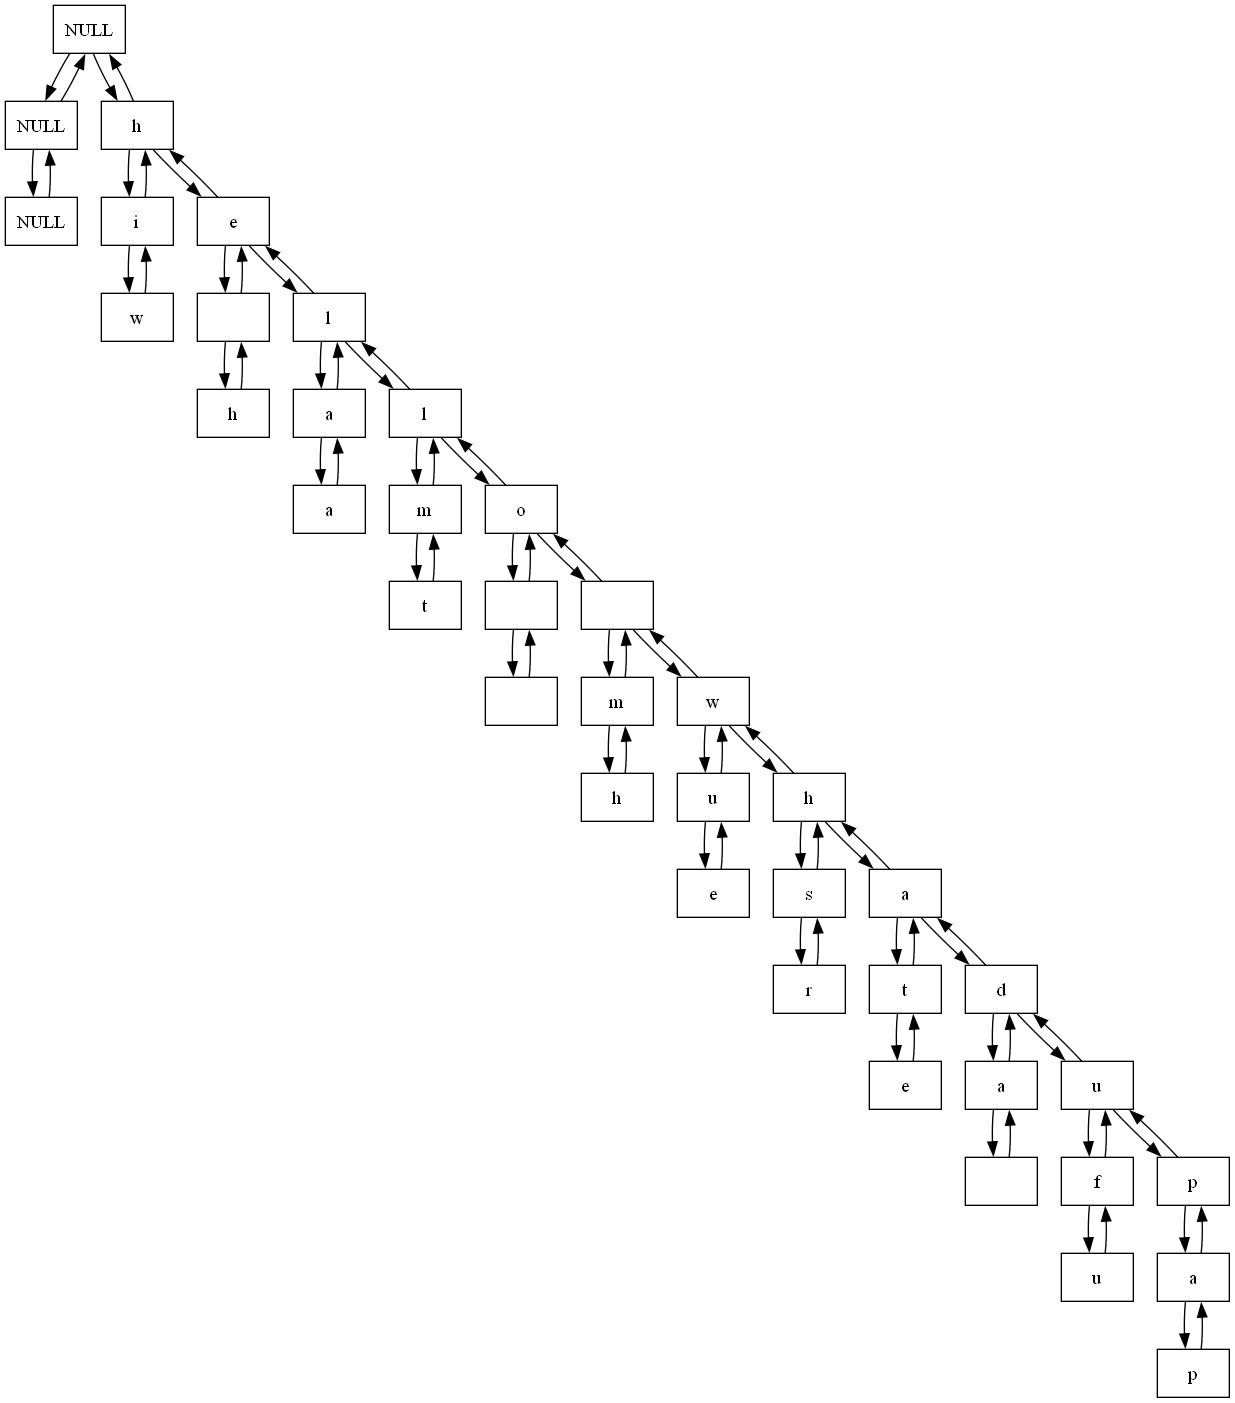 NULL
NULL h
NULL i e
w l
h a l
a m o
t
m w
h u h
e s a
r t d
e a u
f p
u a
p